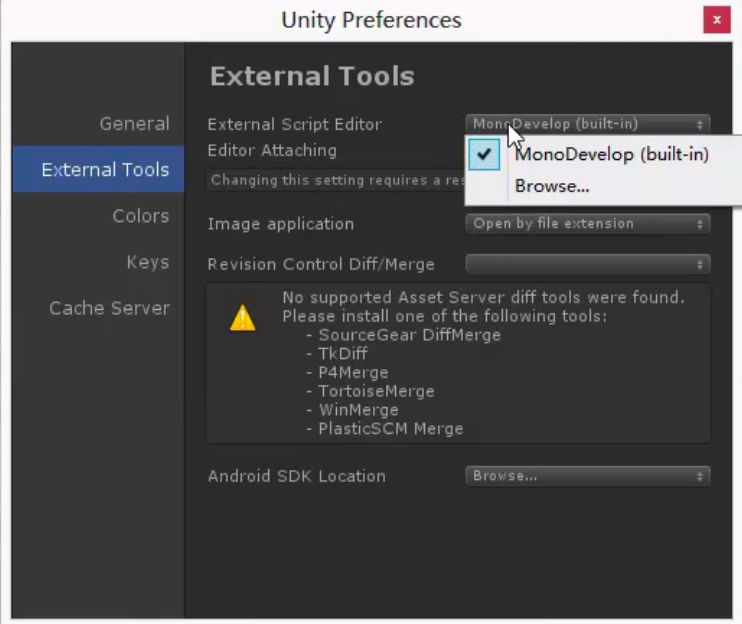 Unity Preferences
x
External Tools
General
External Script Editor
MonoDevelop (built-in)
MonoDevelop (built-in)
Browse...
External Tools
Editor Attaching
Changing this setting requires a
Colors
Image application
Open by file extension
Keys
Revision Control Diff/Merge
Cache Server
No supported Asset Server diff tools were found.
Please install one of the following tools:
- SourceGear DiffMerge
- TkDiff
- P4Merge
- TortoiseMerge
- WinMerge
- PlasticSCM Merge
Android SDK Location
Browse...